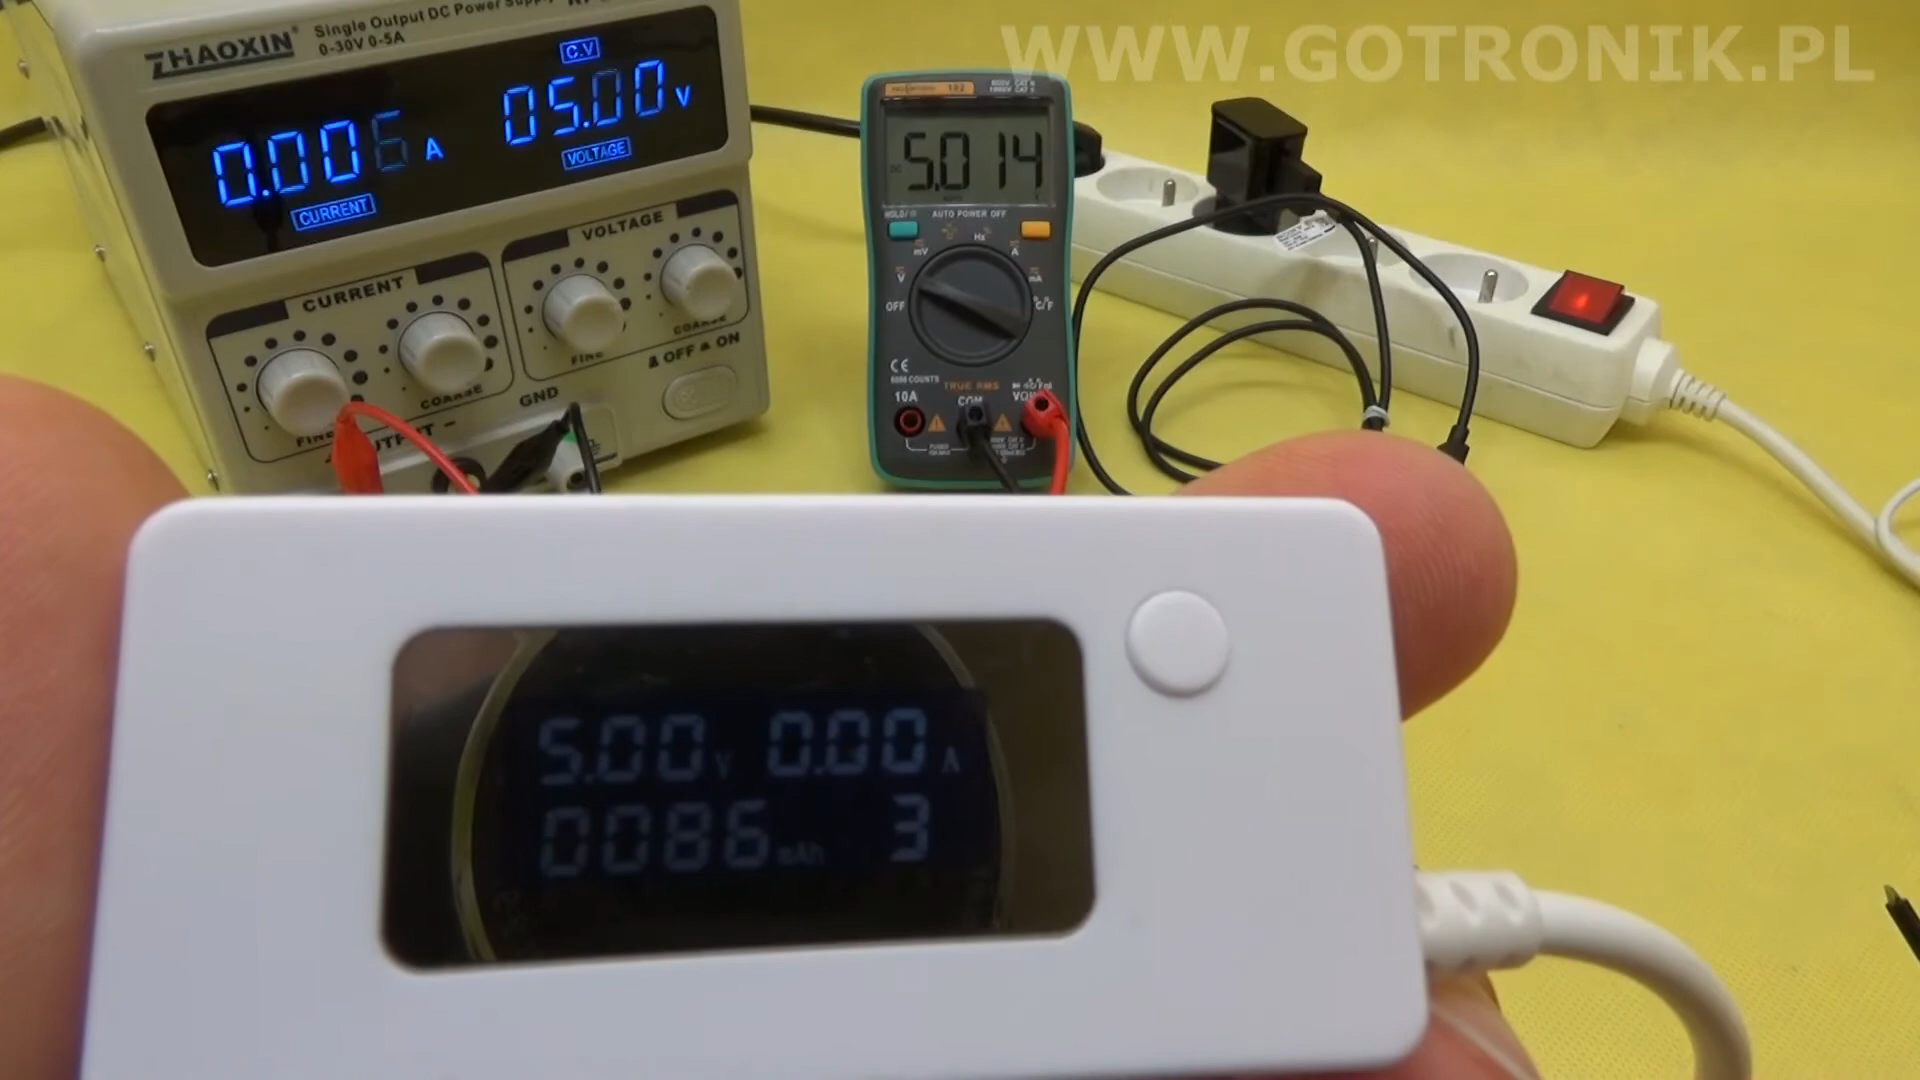 WWW.GOTRONIK.PL
ZHAOXIN
Single Output DC Power Supply
0-30V 0-5A
C.V
0.006 A
05.00 V
CURRENT
VOLTAGE
CURRENT
VOLTAGE
FINE
COARSE
FINE
COARSE
OFF ON
GND
5.014
HOLD
AUTO POWER OFF
mV
Hz
A
V
mA
OFF
°C/°F
CE
6000 COUNTS
TRUE RMS
10A
COM
5.00 V 0.00 A
0086 mAh 3